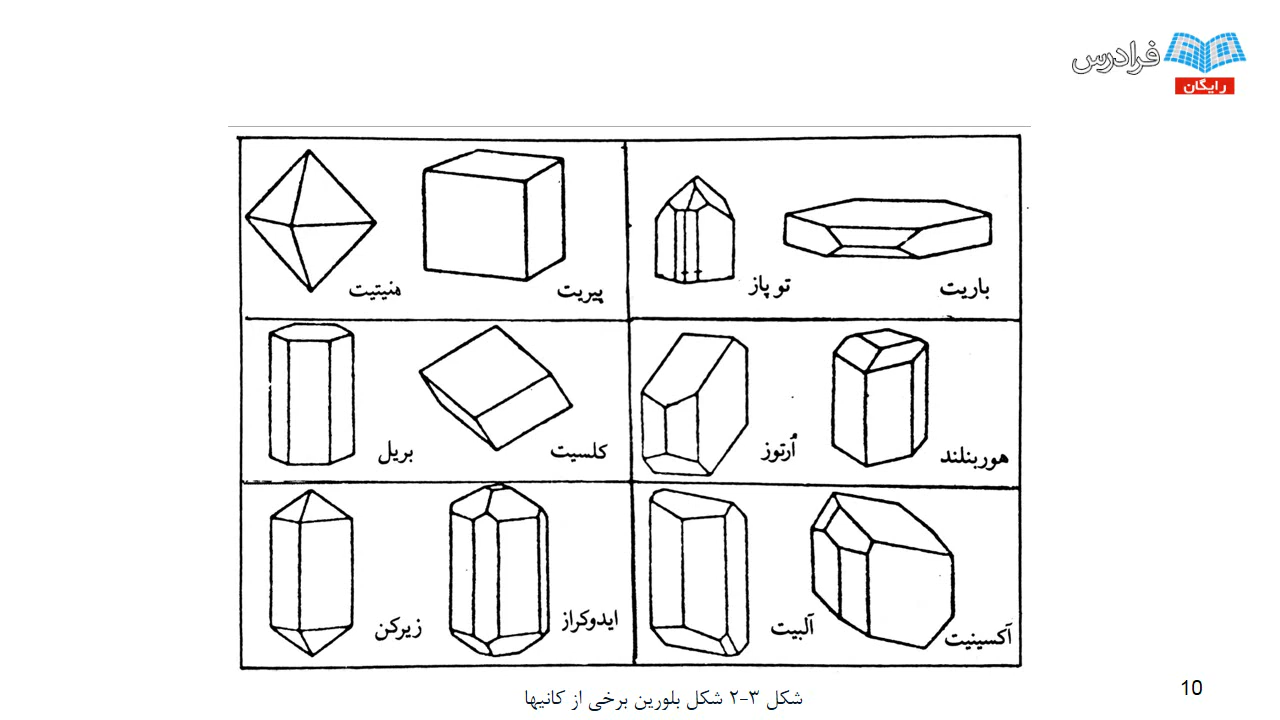 فرادرس
رایگان
باریت
توپاز
پیریت
منیتیت
هوربنلند
اُرتوز
کلسیت
بریل
آکسینیت
آلبیت
ایدوکراز
زیرکن
شکل ۳-۲ شکل بلورین برخی از کانیها
10